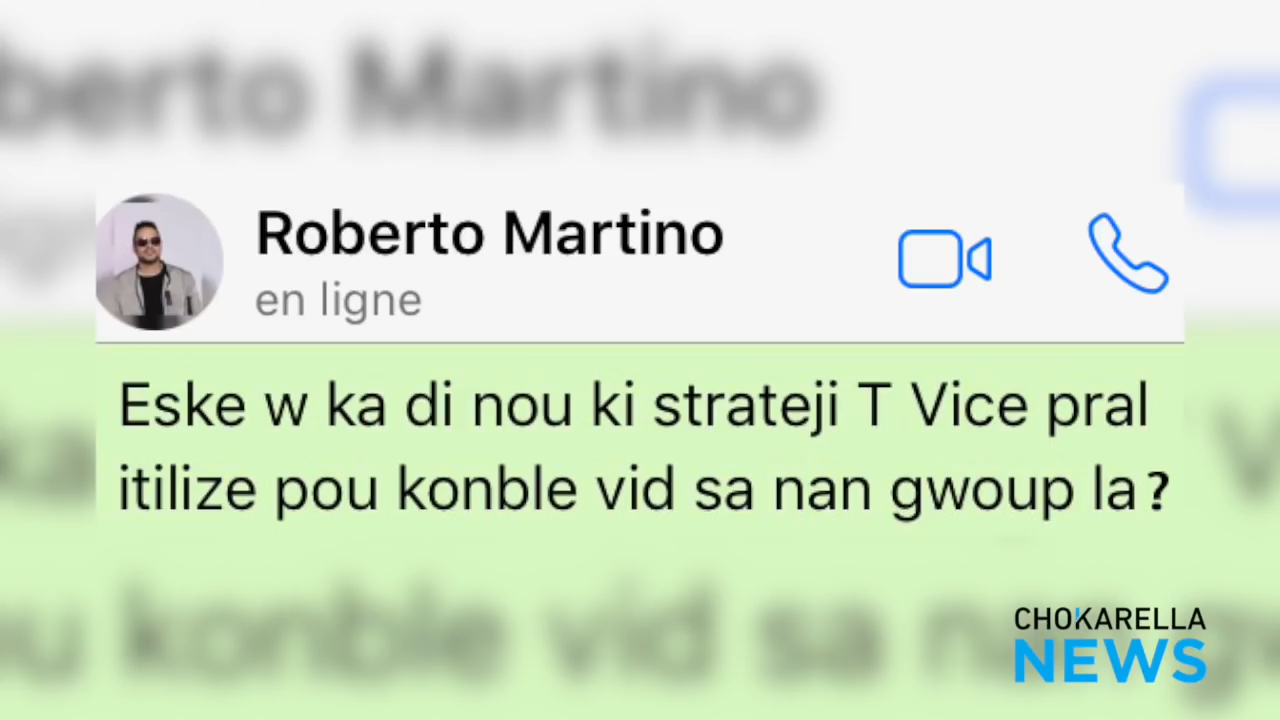 Roberto Martino
en ligne
Eske w ka di nou ki strateji T Vice pral
itilize pou konble vid sa nan gwoup la?
CHOKARELLA
NEWS